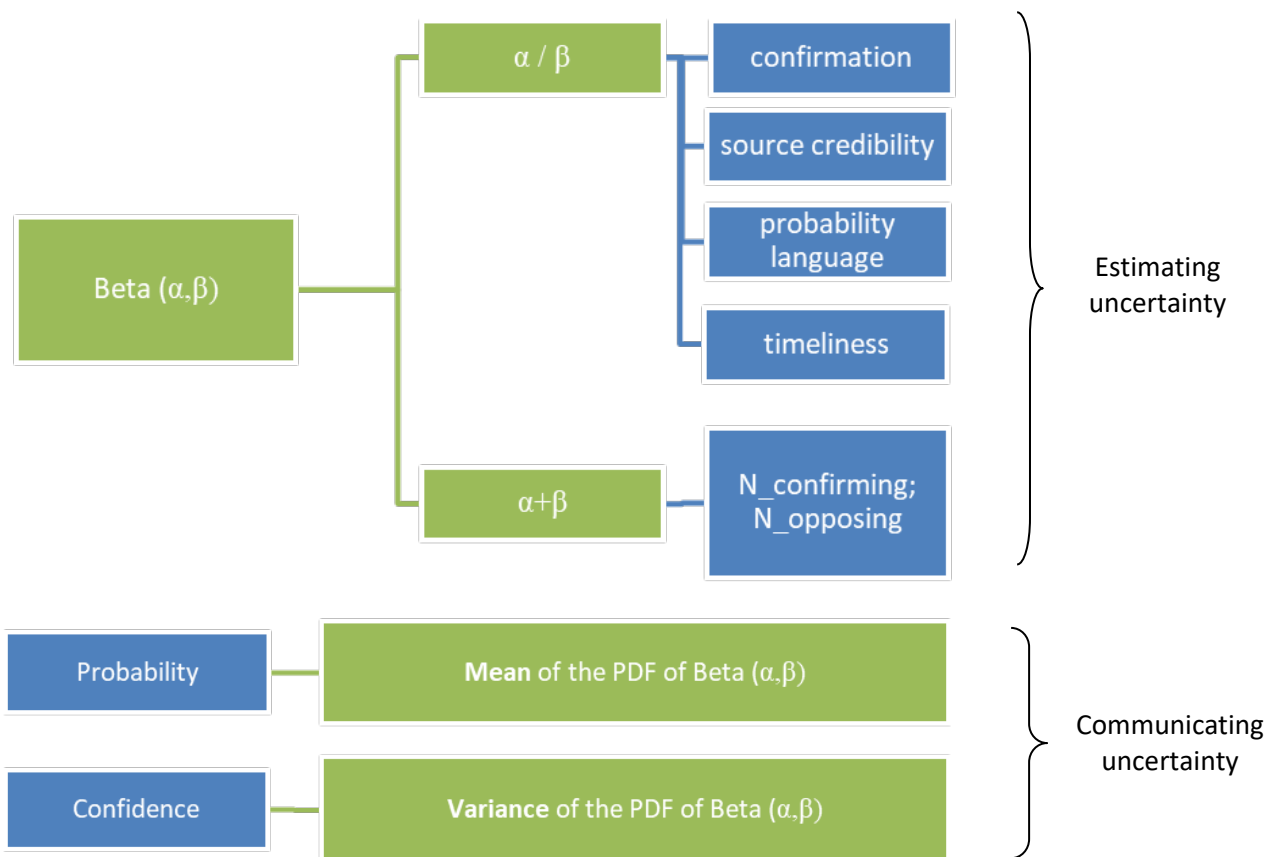 α / β
confirmation
source credibility
probability
language
timeliness
Beta (α,β)
Estimating
uncertainty
α+β
N_confirming;
N_opposing
Probability
Mean of the PDF of Beta (α,β)
Communicating
uncertainty
Confidence
Variance of the PDF of Beta (α,β)